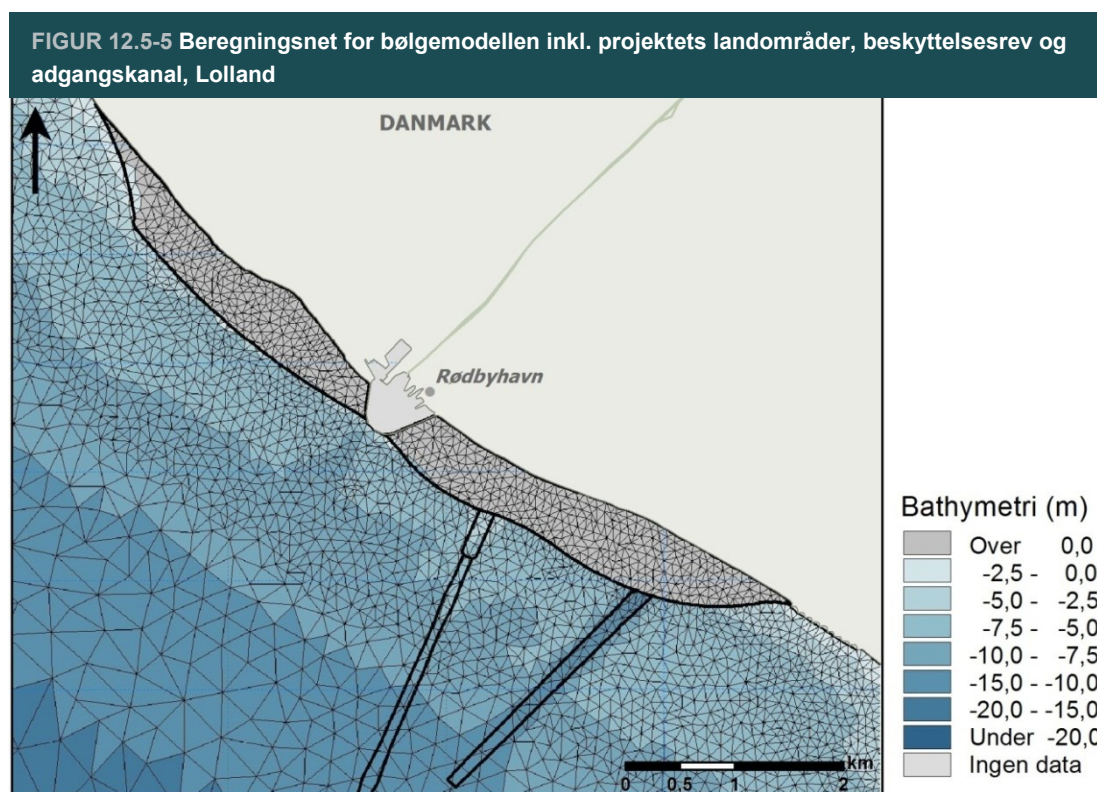 FIGUR 12.5-5 Beregningsnet for bølgemodellen inkl. projektets landområder, beskyttelsesrev og
adgangskanal, Lolland
DANMARK
Rødbyhavn
Bathymetri (m)
Over 0,0
-2,5 - 0,0
-5,0 - -2,5
-7,5 - -5,0
-10,0 - -7,5
-15,0 - -10,0
-20,0 - -15,0
Under -20,0
Ingen data
km
0 0.5 1 2